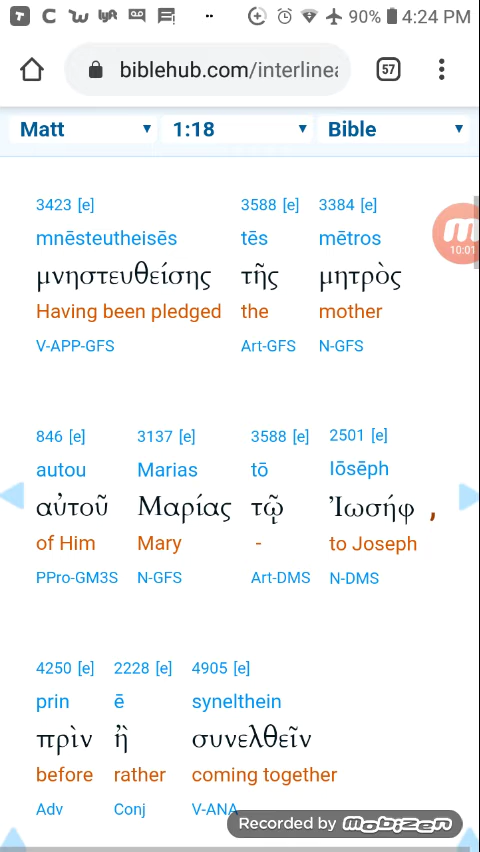 90% 4:24 PM
biblehub.com/interline
57
Matt ▼ 1:18 ▼ Bible ▼
3423 [e] 3588 [e] 3384 [e]
mnēsteutheisēs tēs mētros
μνηστευθείσης τῆς μητρὸς
Having been pledged the mother
V-APP-GFS Art-GFS N-GFS
10:01
846 [e] 3137 [e] 3588 [e] 2501 [e]
autou Marias tō Iōsēph
αὐτοῦ Μαρίας τῷ Ἰωσήφ ,
of Him Mary - to Joseph
PPro-GM3S N-GFS Art-DMS N-DMS
4250 [e] 2228 [e] 4905 [e]
prin ē synelthein
πρὶν ἢ συνελθεῖν
before rather coming together
Adv Conj V-ANA
Recorded by mobizen